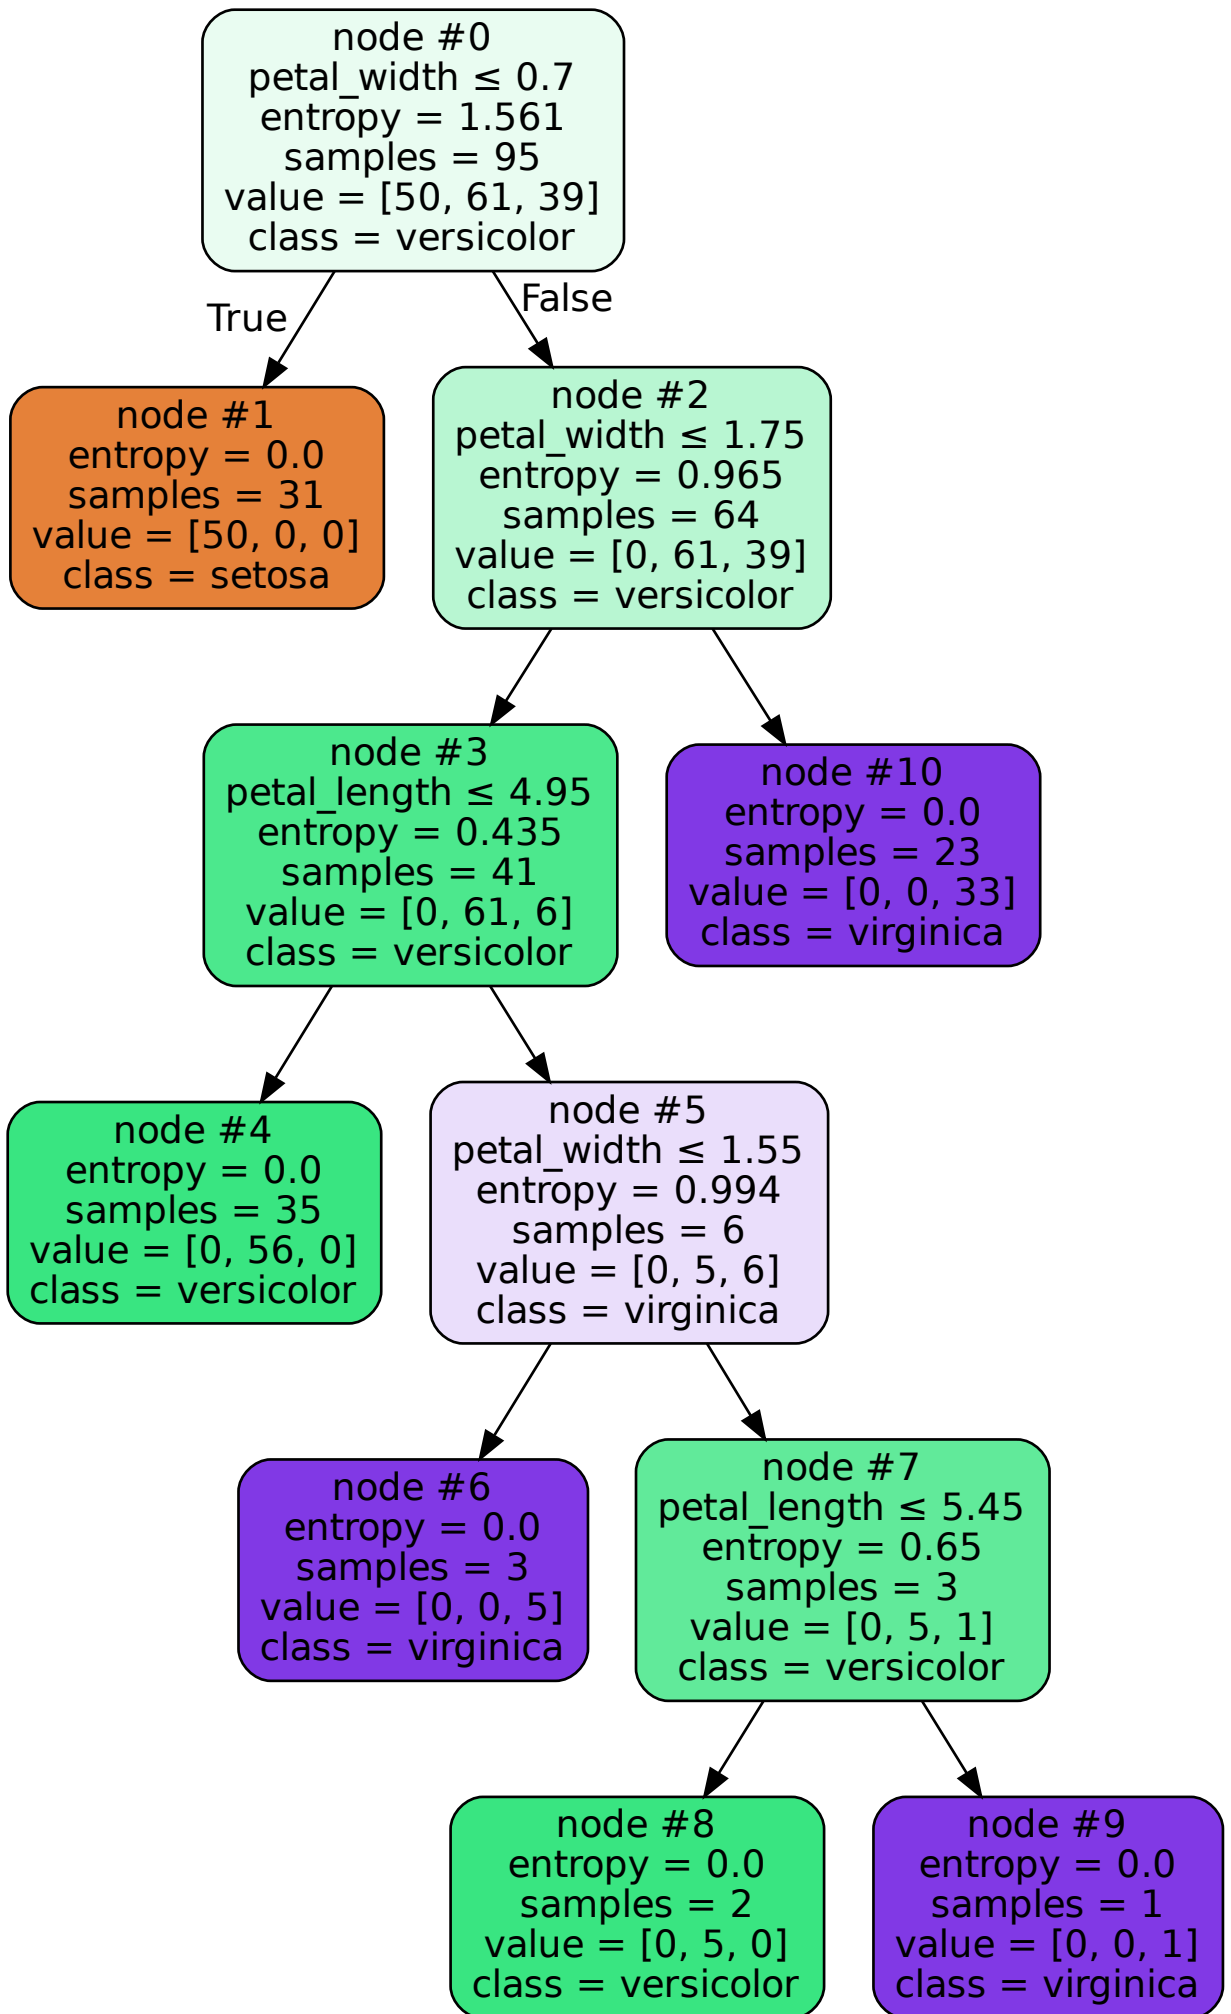 node #0
petal_width ≤ 0.7
entropy = 1.561
samples = 95
value = [50, 61, 39]
class = versicolor
True
False
node #1
entropy = 0.0
samples = 31
value = [50, 0, 0]
class = setosa
node #2
petal_width ≤ 1.75
entropy = 0.965
samples = 64
value = [0, 61, 39]
class = versicolor
node #3
petal_length ≤ 4.95
entropy = 0.435
samples = 41
value = [0, 61, 6]
class = versicolor
node #10
entropy = 0.0
samples = 23
value = [0, 0, 33]
class = virginica
node #4
entropy = 0.0
samples = 35
value = [0, 56, 0]
class = versicolor
node #5
petal_width ≤ 1.55
entropy = 0.994
samples = 6
value = [0, 5, 6]
class = virginica
node #6
entropy = 0.0
samples = 3
value = [0, 0, 5]
class = virginica
node #7
petal_length ≤ 5.45
entropy = 0.65
samples = 3
value = [0, 5, 1]
class = versicolor
node #8
entropy = 0.0
samples = 2
value = [0, 5, 0]
class = versicolor
node #9
entropy = 0.0
samples = 1
value = [0, 0, 1]
class = virginica